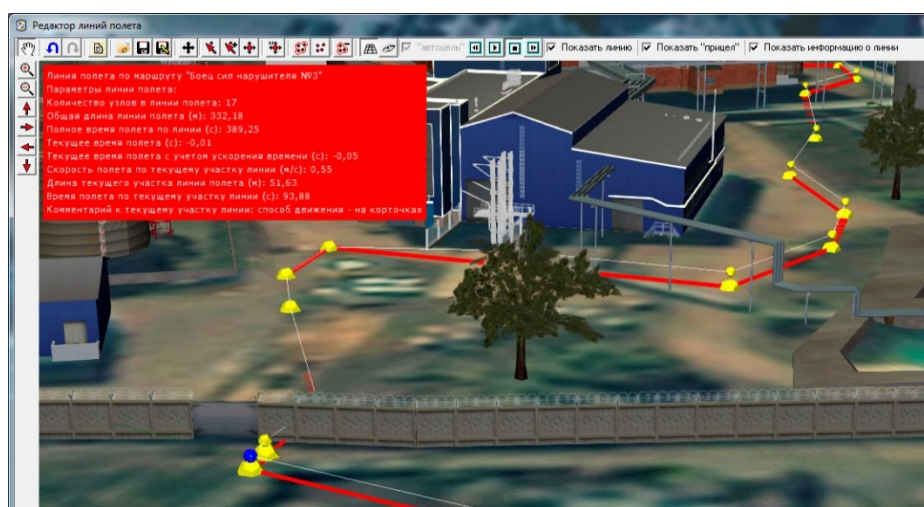 Редактор линий полета
"автоцель" Показать линию Показать "прицел" Показать информацию о линии
Линия полета по маршруту "Боец сил нарушителя №3"
Параметры линии полета:
Количество узлов в линии полета: 17
Общая длина линии полета (м): 332,18
Полное время полета по линии (с): 389,25
Текущее время полета (с): -0,01
Текущее время полета с учетом ускорения времени (с): -0,05
Скорость полета по текущему участку линии (м/с): 0,55
Длина текущего участка линии полета (м): 51,63
Время полета по текущему участку линии (с): 93,88
Комментарий к текущему участку линии: способ движения - на корточках